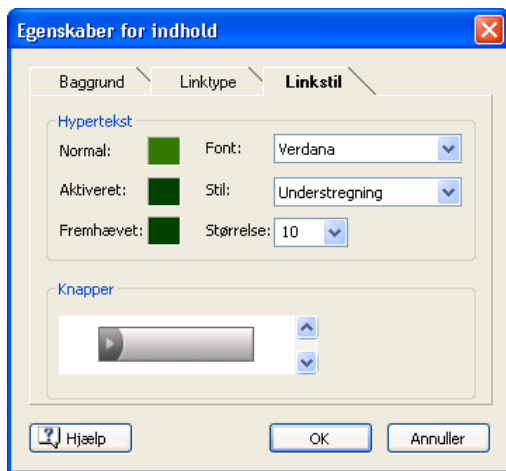 Egenskaber for indhold
Baggrund Linktype Linkstil
Hypertekst
Normal: Font: Verdana
Aktiveret: Stil: Understregning
Fremhævet: Størrelse: 10
Knapper
Hjælp OK Annuller